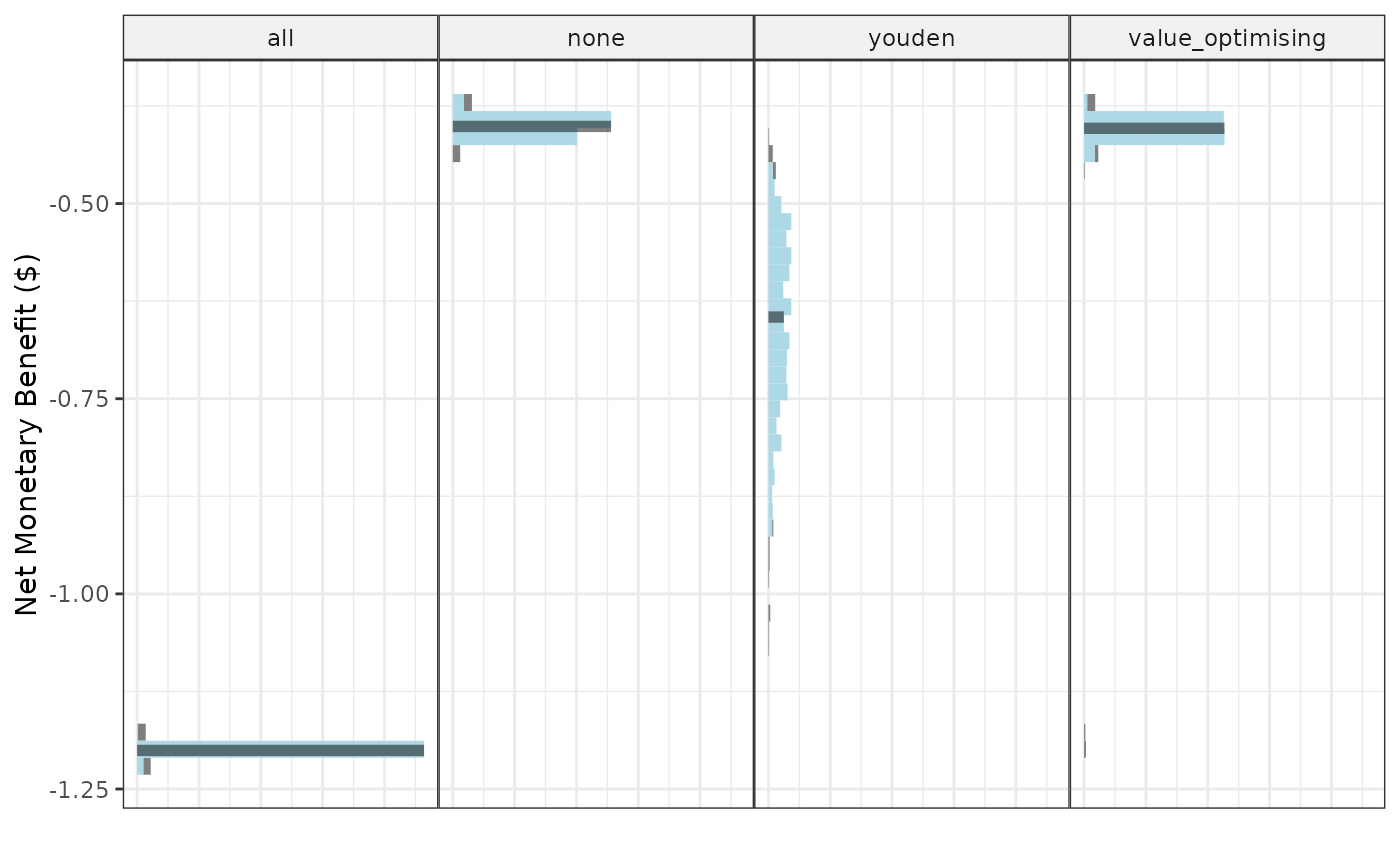 all
none
youden
value_optimising
Net Monetary Benefit ($)
-0.50
-0.75
-1.00
-1.25